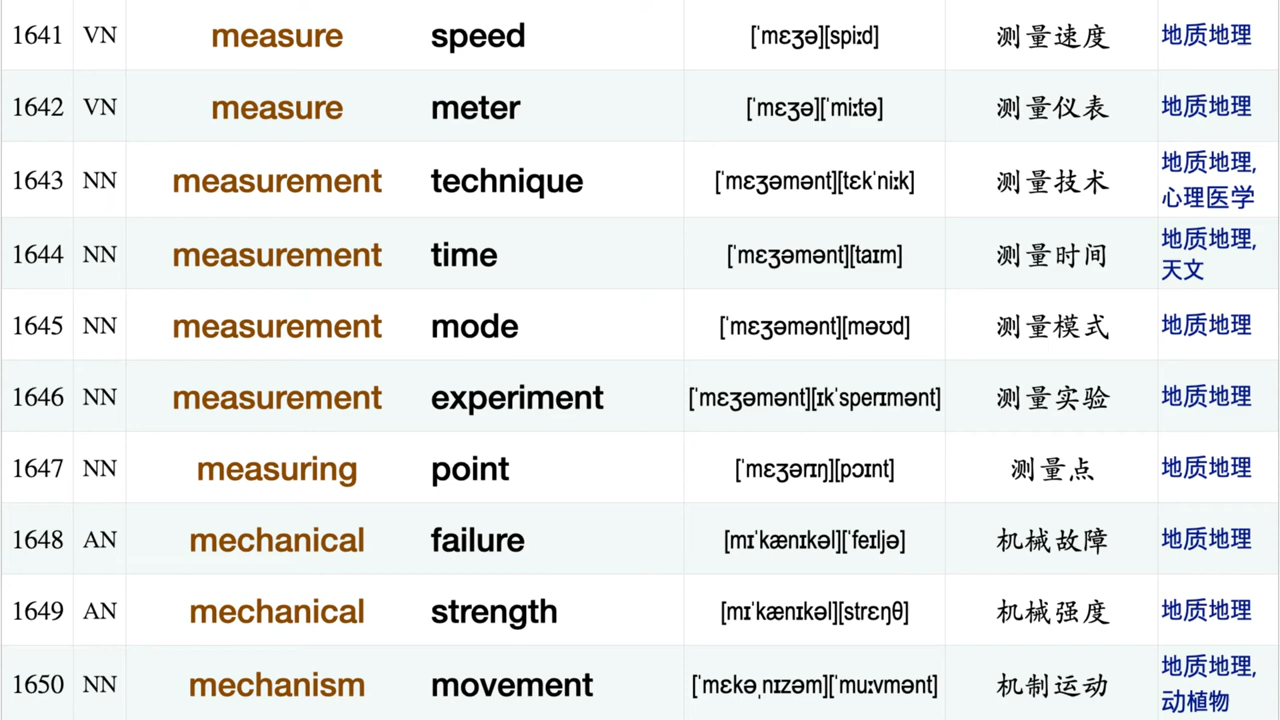 1641 VN measure speed [ˈmɛʒə][spiːd] 测量速度 地质地理
1642 VN measure meter [ˈmɛʒə][ˈmiːtə] 测量仪表 地质地理
1643 NN measurement technique [ˈmɛʒəmənt][tɛkˈniːk] 测量技术 地质地理,
心理医学
1644 NN measurement time [ˈmɛʒəmənt][taɪm] 测量时间 地质地理,
天文
1645 NN measurement mode [ˈmɛʒəmənt][məʊd] 测量模式 地质地理
1646 NN measurement experiment [ˈmɛʒəmənt][ɪkˈsperɪmənt] 测量实验 地质地理
1647 NN measuring point [ˈmɛʒərɪŋ][pɔɪnt] 测量点 地质地理
1648 AN mechanical failure [mɪˈkænɪkəl][ˈfeɪljə] 机械故障 地质地理
1649 AN mechanical strength [mɪˈkænɪkəl][strɛŋθ] 机械强度 地质地理
1650 NN mechanism movement [ˈmɛkəˌnɪzəm][ˈmuːvmənt] 机制运动 地质地理,
动植物